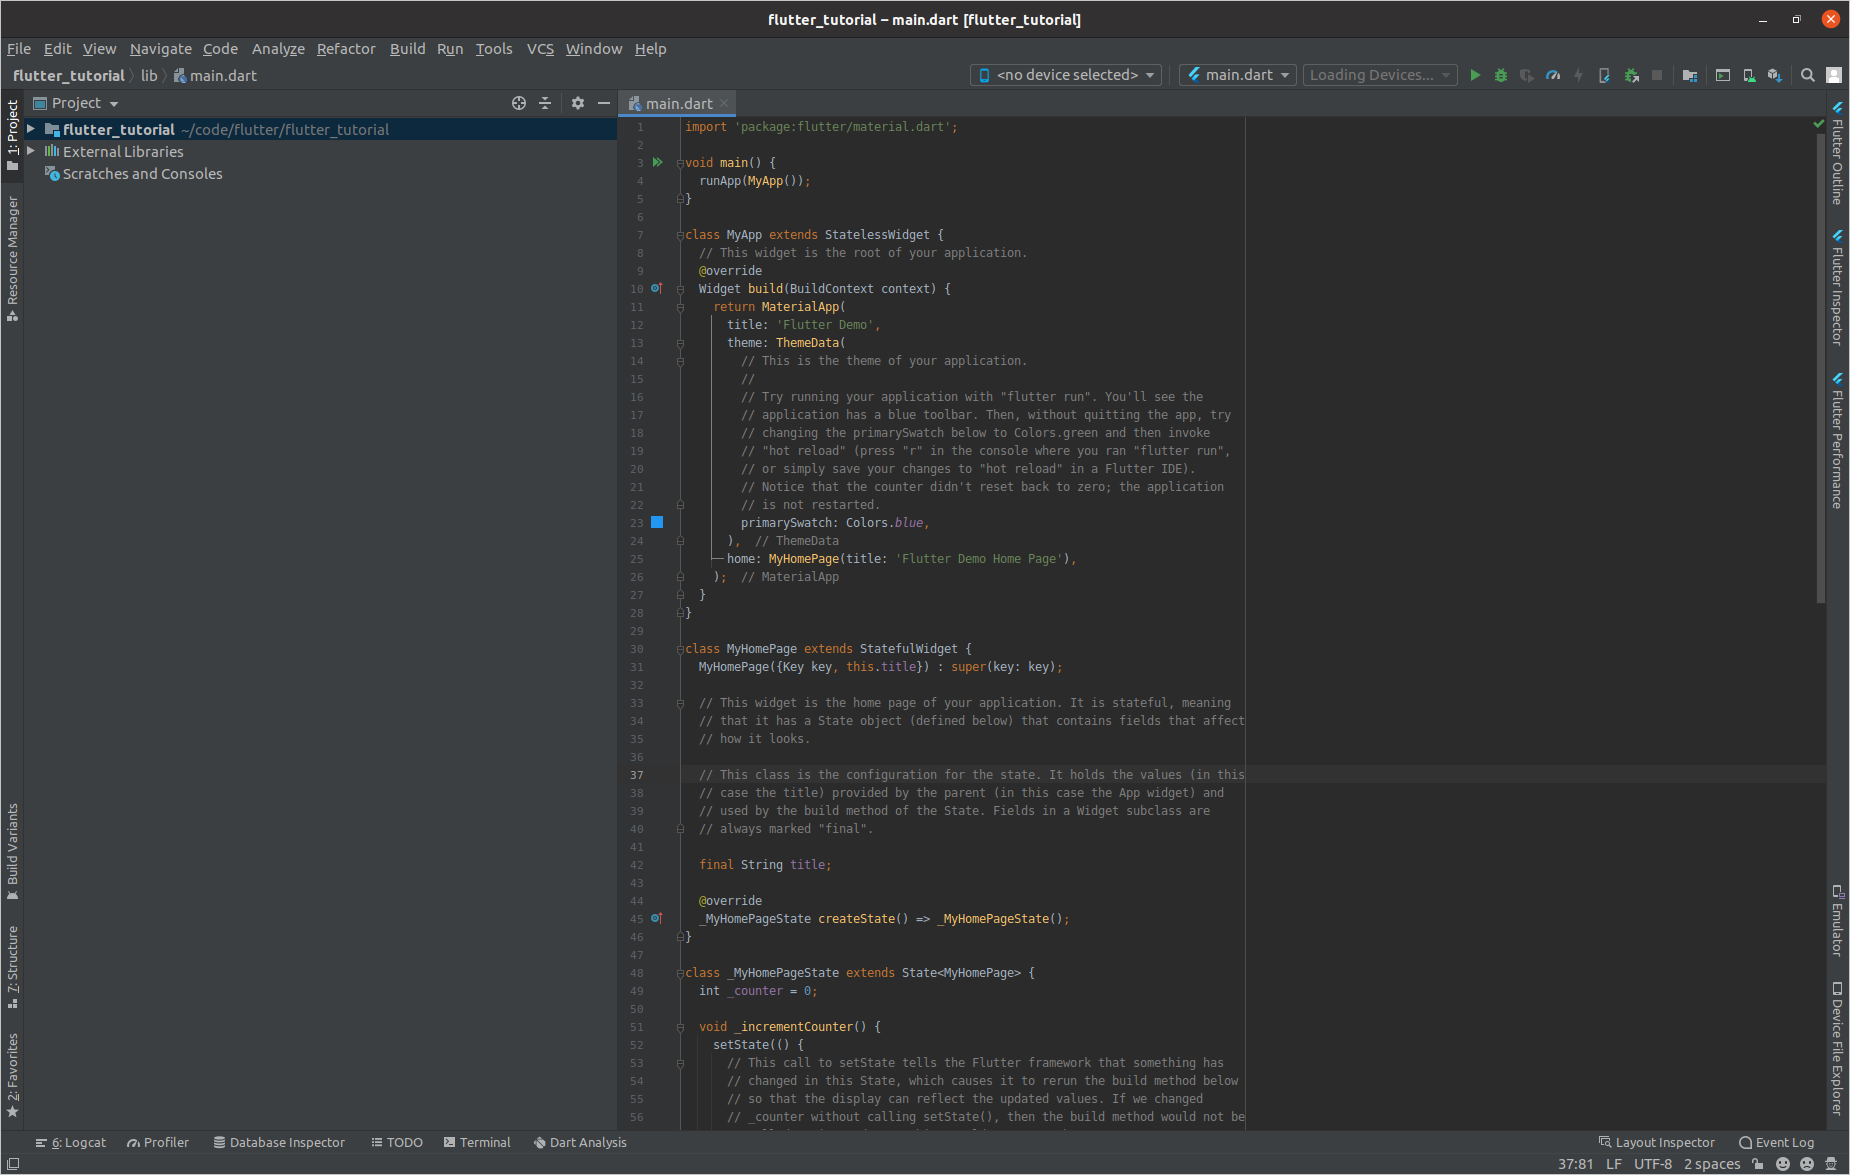 flutter_tutorial – main.dart [flutter_tutorial]
File Edit View Navigate Code Analyze Refactor Build Run Tools VCS Window Help
flutter_tutorial lib main.dart
<no device selected> main.dart Loading Devices...
Project
main.dart
flutter_tutorial ~/code/flutter/flutter_tutorial
External Libraries
Scratches and Consoles
1: Project
Resource Manager
Build Variants
7: Structure
2: Favorites
1 import 'package:flutter/material.dart';
2
3 void main() {
4 runApp(MyApp());
5 }
6
7 class MyApp extends StatelessWidget {
8 // This widget is the root of your application.
9 @override
10 Widget build(BuildContext context) {
11 return MaterialApp(
12 title: 'Flutter Demo',
13 theme: ThemeData(
14 // This is the theme of your application.
15 //
16 // Try running your application with "flutter run". You'll see the
17 // application has a blue toolbar. Then, without quitting the app, try
18 // changing the primarySwatch below to Colors.green and then invoke
19 // "hot reload" (press "r" in the console where you ran "flutter run",
20 // or simply save your changes to "hot reload" in a Flutter IDE).
21 // Notice that the counter didn't reset back to zero; the application
22 // is not restarted.
23 primarySwatch: Colors.blue,
24 ), // ThemeData
25 home: MyHomePage(title: 'Flutter Demo Home Page'),
26 ); // MaterialApp
27 }
28 }
29
30 class MyHomePage extends StatefulWidget {
31 MyHomePage({Key key, this.title}) : super(key: key);
32
33 // This widget is the home page of your application. It is stateful, meaning
34 // that it has a State object (defined below) that contains fields that affect
35 // how it looks.
36
37 // This class is the configuration for the state. It holds the values (in this
38 // case the title) provided by the parent (in this case the App widget) and
39 // used by the build method of the State. Fields in a Widget subclass are
40 // always marked "final".
41
42 final String title;
43
44 @override
45 _MyHomePageState createState() => _MyHomePageState();
46 }
47
48 class _MyHomePageState extends State<MyHomePage> {
49 int _counter = 0;
50
51 void _incrementCounter() {
52 setState(() {
53 // This call to setState tells the Flutter framework that something has
54 // changed in this State, which causes it to rerun the build method below
55 // so that the display can reflect the updated values. If we changed
56 // _counter without calling setState(), then the build method would not be
Flutter Outline
Flutter Inspector
Flutter Performance
Emulator
Device File Explorer
6: Logcat Profiler Database Inspector TODO Terminal Dart Analysis Layout Inspector Event Log
37:81 LF UTF-8 2 spaces